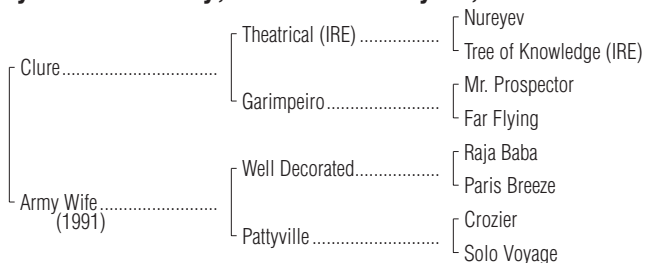 Nureyev
Theatrical (IRE) ..................
Tree of Knowledge (IRE)
Clure...................................
Mr. Prospector
Garimpeiro.........................
Far Flying
Raja Baba
Well Decorated...................
Paris Breeze
Army Wife..........................
(1991)
Crozier
Pattyville ............................
Solo Voyage